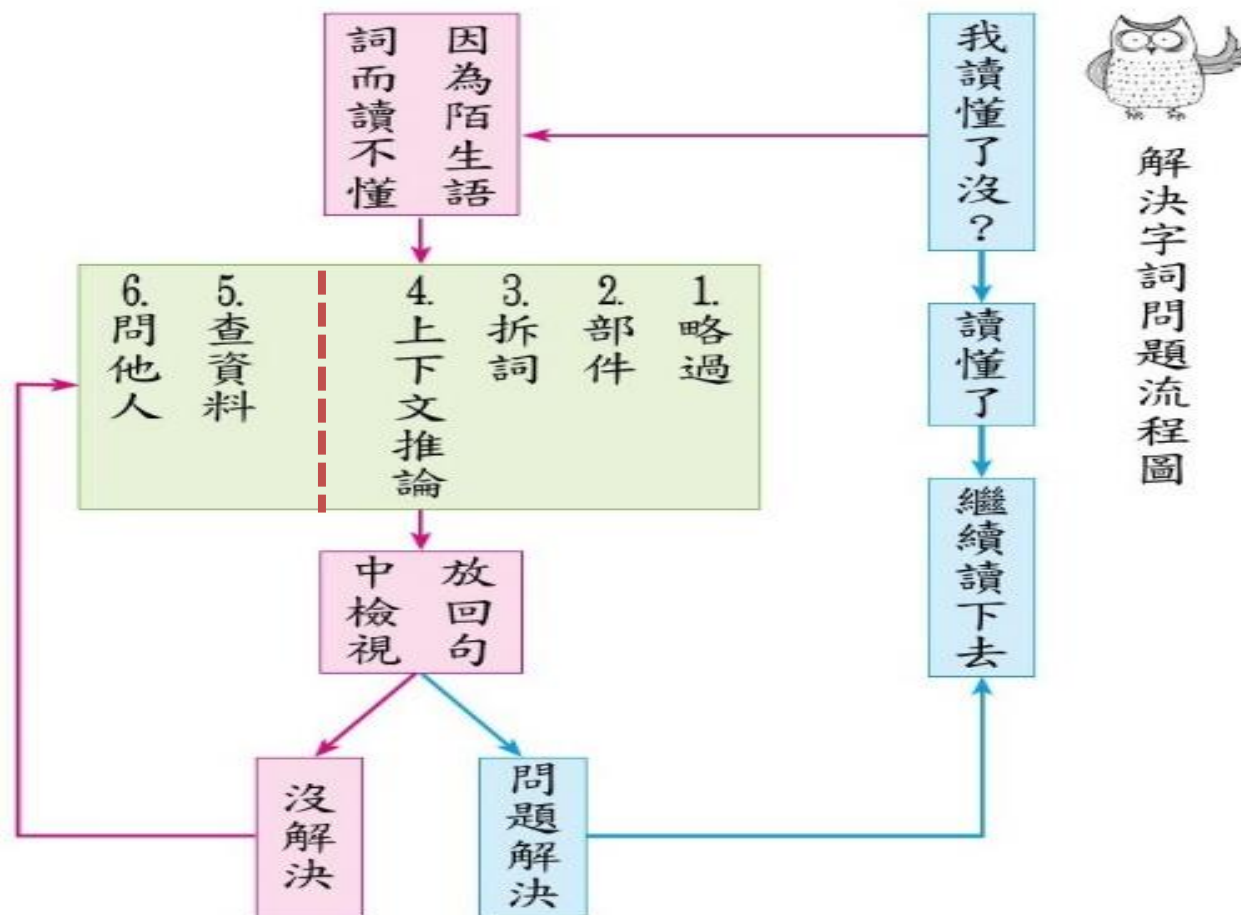 解決字詞問題流程圖
我讀懂了沒？
讀懂了
繼續讀下去
因為陌生語
詞而讀不懂
1.略過
2.部件
3.拆詞
4.上下文推論
5.查資料
6.問他人
放回句
中檢視
問題解決
沒解決